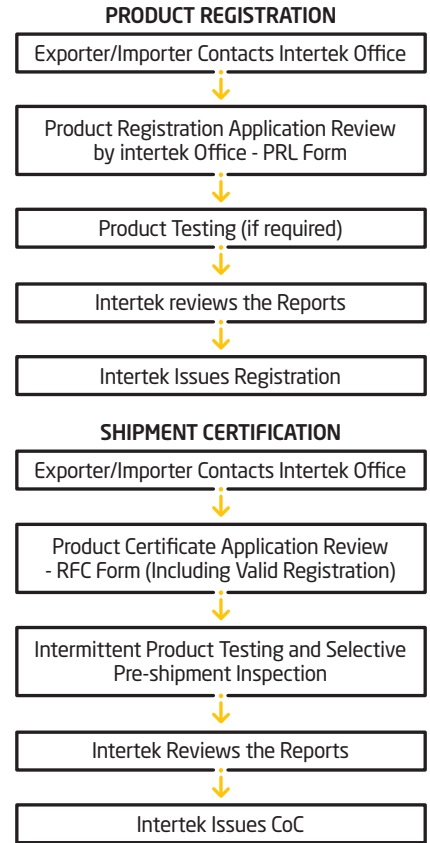 PRODUCT REGISTRATION
Exporter/Importer Contacts Intertek Office
Product Registration Application Review
by intertek Office - PRL Form
Product Testing (if required)
Intertek reviews the Reports
Intertek Issues Registration
SHIPMENT CERTIFICATION
Exporter/Importer Contacts Intertek Office
Product Certificate Application Review
- RFC Form (Including Valid Registration)
Intermittent Product Testing and Selective
Pre-shipment Inspection
Intertek Reviews the Reports
Intertek Issues CoC